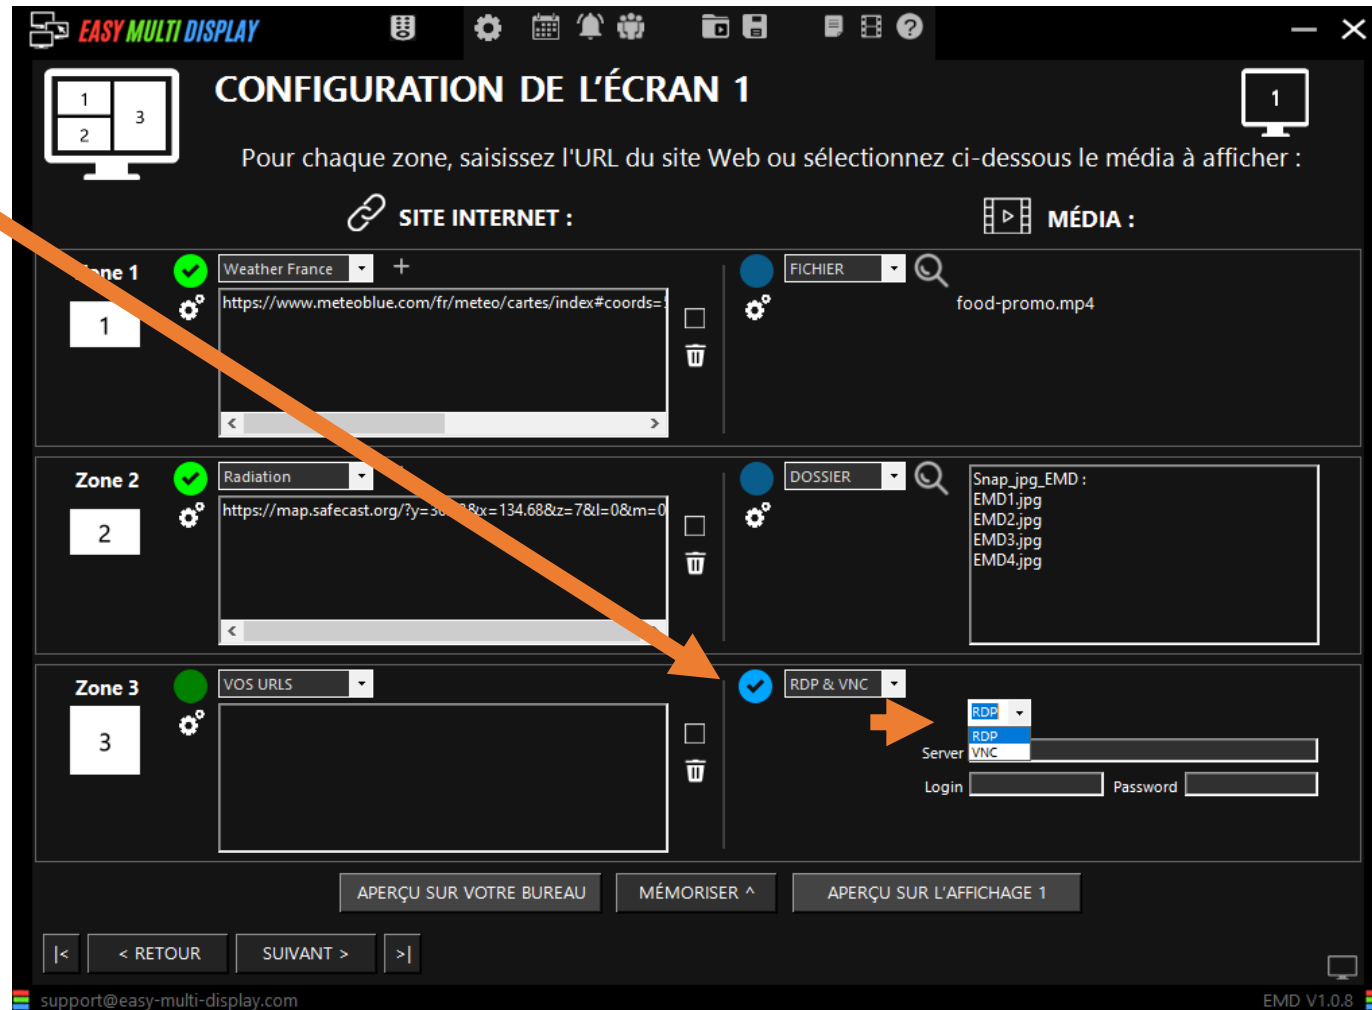 EASY MULTI DISPLAY
CONFIGURATION DE L'ÉCRAN 1
1
2
3
1
Pour chaque zone, saisissez l'URL du site Web ou sélectionnez ci-dessous le média à afficher :
SITE INTERNET :
MÉDIA :
Zone 1
1
Weather France
+
https://www.meteoblue.com/fr/meteo/cartes/index#coords=
FICHIER
food-promo.mp4
Zone 2
2
Radiation
https://map.safecast.org/?y=36 8&x=134.68&z=7&l=0&m=0
DOSSIER
Snap_jpg_EMD :
EMD1.jpg
EMD2.jpg
EMD3.jpg
EMD4.jpg
Zone 3
3
VOS URLS
RDP & VNC
RDP
RDP
VNC
Server
Login
Password
APERÇU SUR VOTRE BUREAU
MÉMORISER ^
APERÇU SUR L'AFFICHAGE 1
|<
< RETOUR
SUIVANT >
>|
support@easy-multi-display.com
EMD V1.0.8